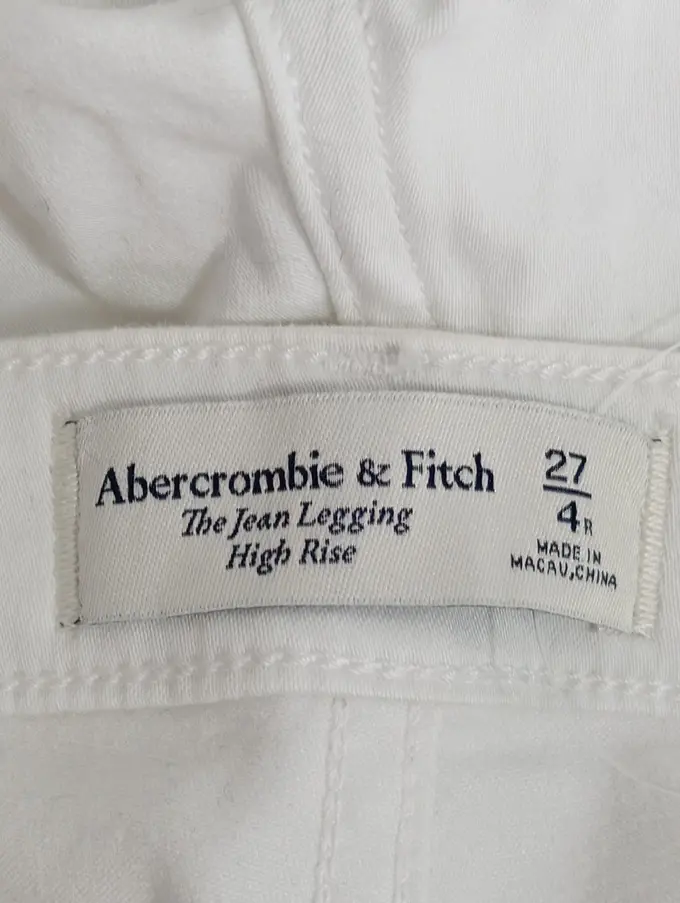 Abercrombie & Fitch
The Jean Legging
High Rise
27
4R
MADE IN
MACAU,CHINA